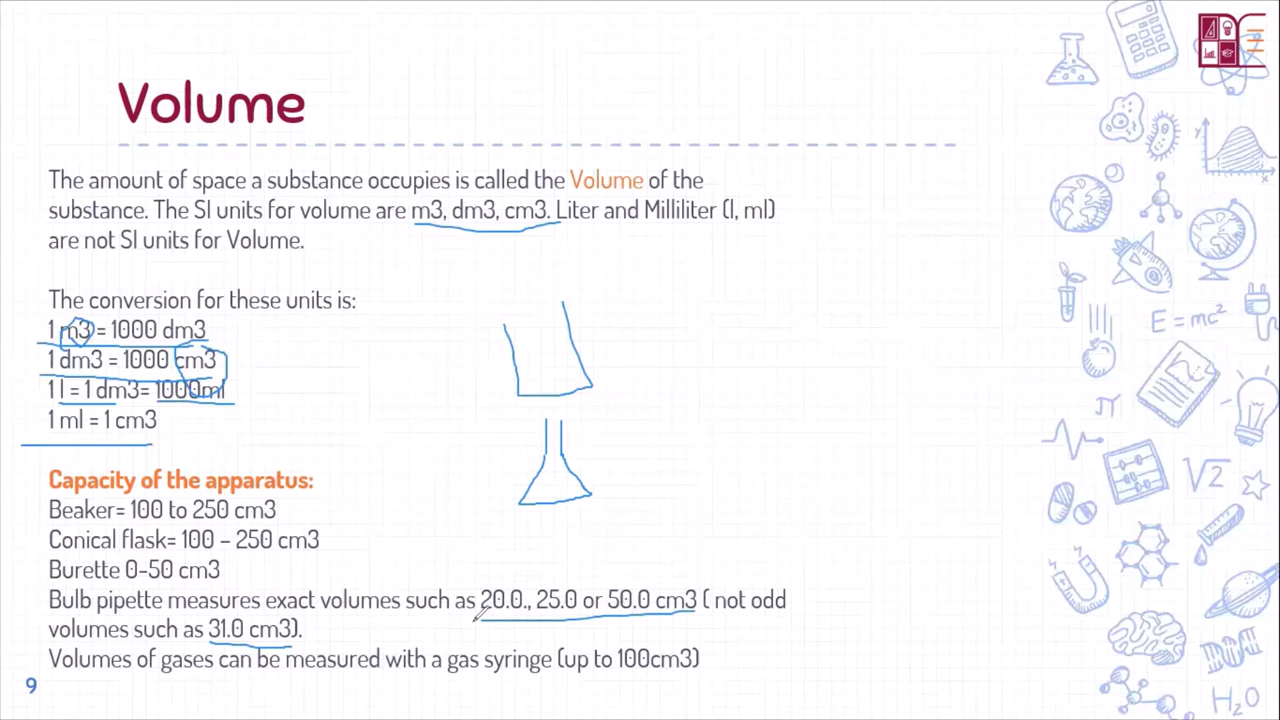 Volume
The amount of space a substance occupies is called the Volume of the
substance. The SI units for volume are m3, dm3, cm3. Liter and Milliliter (l, ml)
are not SI units for Volume.
The conversion for these units is:
1 m3 = 1000 dm3
1 dm3 = 1000 cm3
1 l = 1 dm3= 1000ml
1 ml = 1 cm3
Capacity of the apparatus:
Beaker= 100 to 250 cm3
Conical flask= 100 – 250 cm3
Burette 0-50 cm3
Bulb pipette measures exact volumes such as 20.0., 25.0 or 50.0 cm3 ( not odd
volumes such as 31.0 cm3).
Volumes of gases can be measured with a gas syringe (up to 100cm3)
9
y
x
E = mc²
π
√2
H₂O